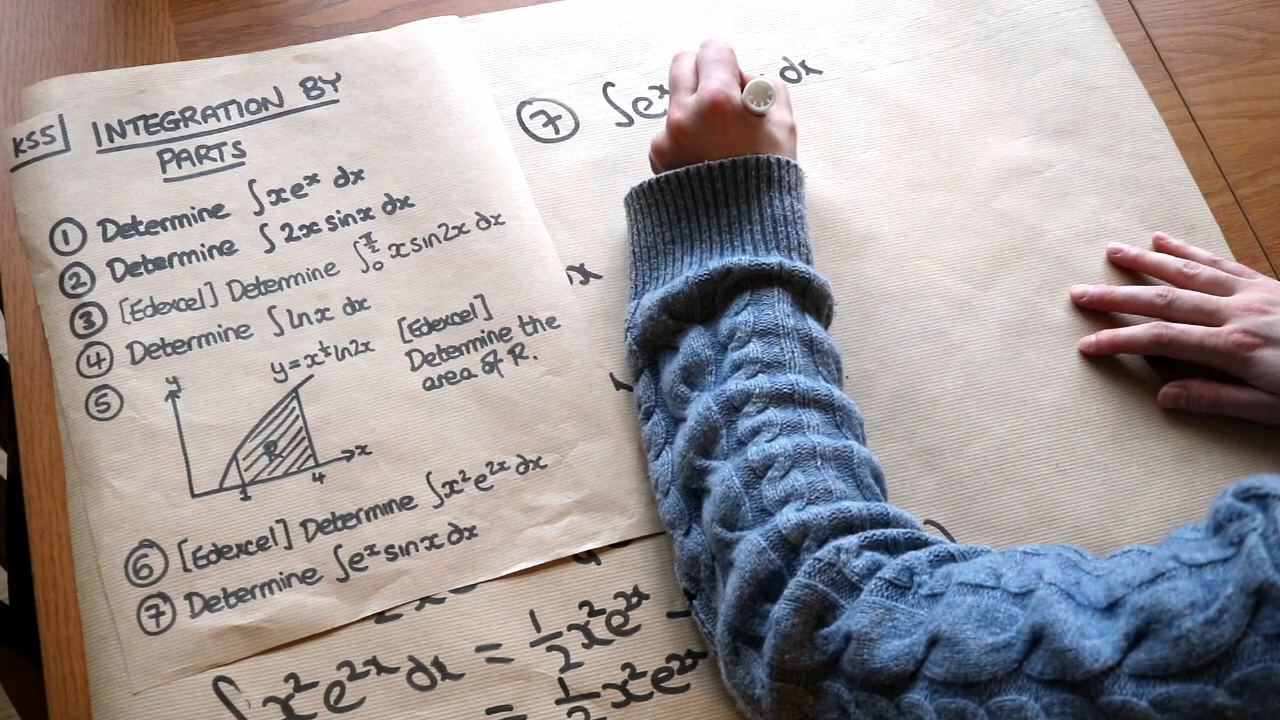 KS5
INTEGRATION BY
PARTS
① Determine ∫xeˣ dx
② Determine ∫2x sinx dx
③ [Edexcel] Determine ∫₀^{π/2} x sin2x dx
④ Determine ∫lnx dx
⑤
y
y=x^{½}ln2x
R
1
4
x
[Edexcel]
Determine the
area of R.
⑥ [Edexcel] Determine ∫x²e²ˣ dx
⑦ Determine ∫eˣ sinx dx
⑦ ∫eˣ dx
∫x²e²ˣ dx = ½x²e²ˣ -
= ½x²e²ˣ